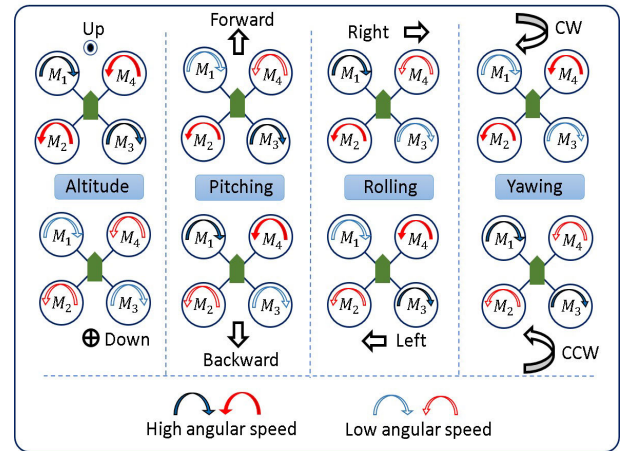 Up
Forward
Right
CW
M₁ M₄
M₁ M₄
M₁ M₄
M₁ M₄
M₂ M₃
M₂ M₃
M₂ M₃
M₂ M₃
Altitude
Pitching
Rolling
Yawing
M₁ M₄
M₁ M₄
M₁ M₄
M₁ M₄
M₂ M₃
M₂ M₃
M₂ M₃
M₂ M₃
Down
Backward
Left
CCW
High angular speed
Low angular speed